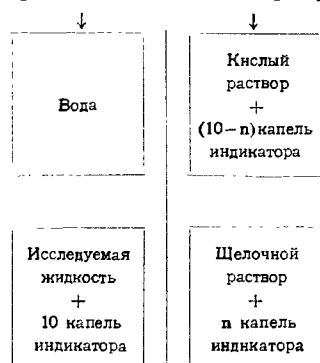 Вода
Кислый
раствор
+
(10—n) капель
индикатора
Исследуемая
жидкость
+
10 капель
индикатора
Щелочной
раствор
+
n капель
индикатора